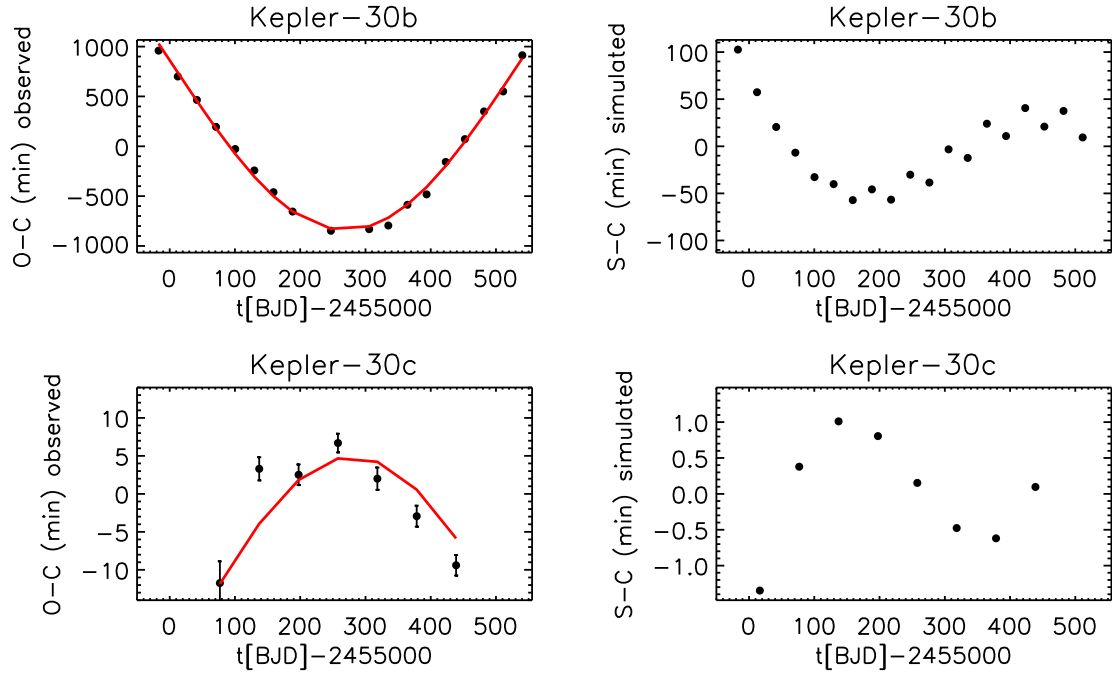 Kepler−30b
O−C (min) observed
1000
500
0
−500
−1000
0 100 200 300 400 500
t[BJD]−2455000
Kepler−30b
S−C (min) simulated
100
50
0
−50
−100
0 100 200 300 400 500
t[BJD]−2455000
Kepler−30c
O−C (min) observed
10
5
0
−5
−10
0 100 200 300 400 500
t[BJD]−2455000
Kepler−30c
S−C (min) simulated
1.0
0.5
0.0
−0.5
−1.0
0 100 200 300 400 500
t[BJD]−2455000